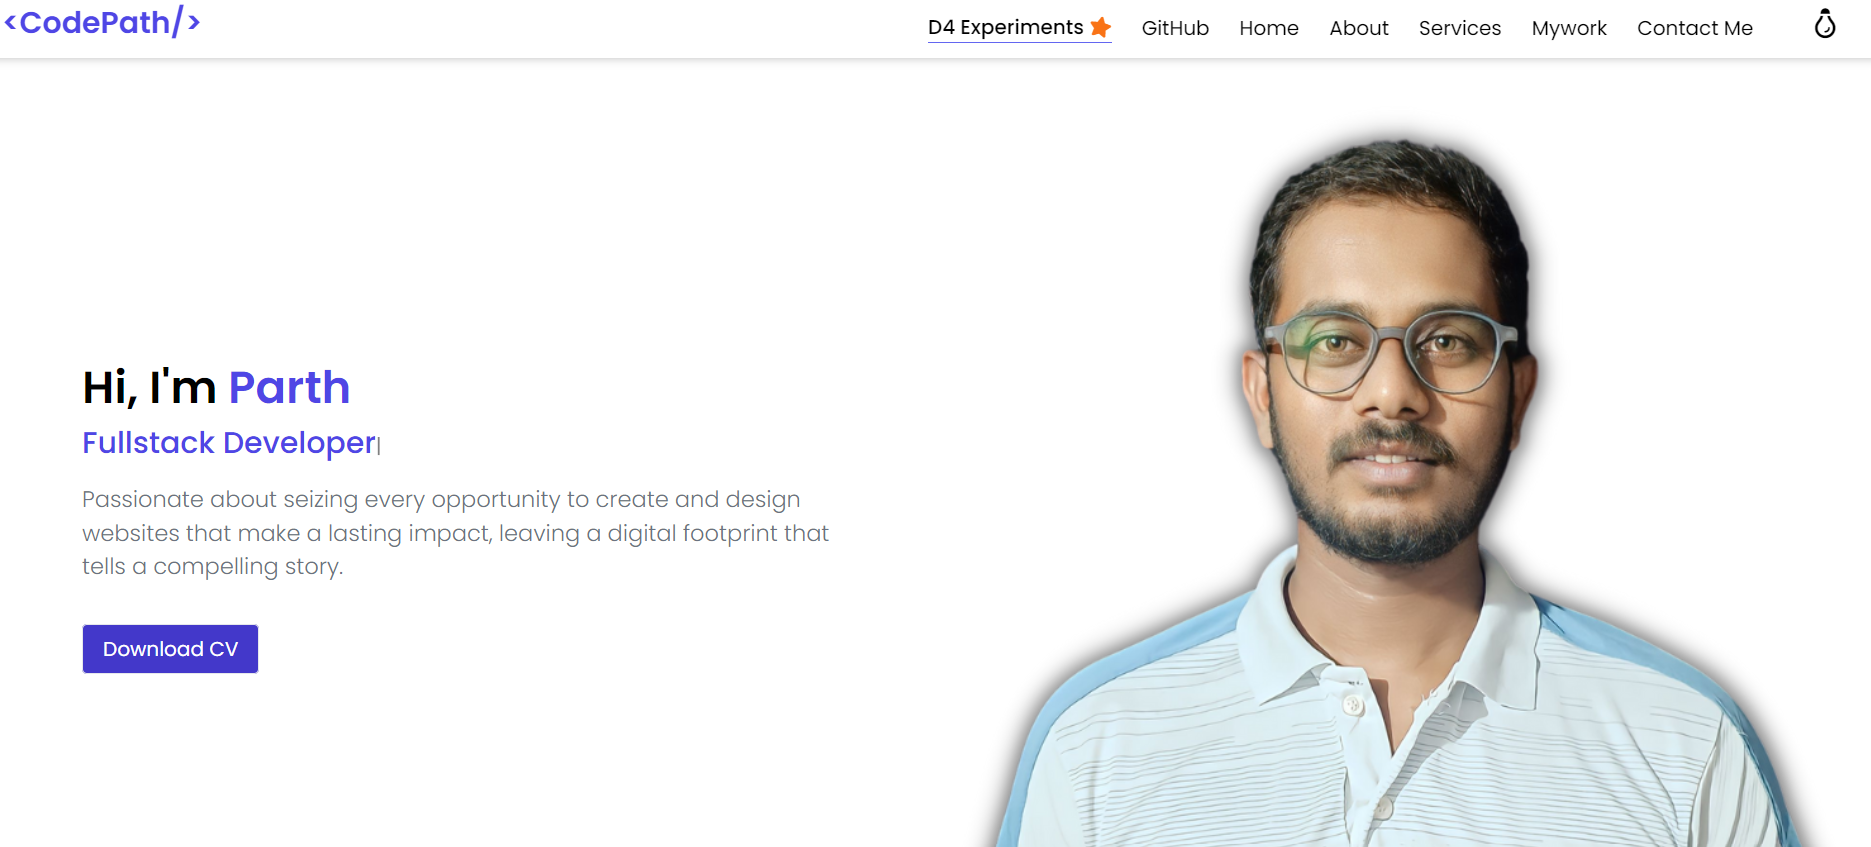 <CodePath/>
D4 Experiments GitHub Home About Services Mywork Contact Me
Hi, I'm Parth
Fullstack Developer|
Passionate about seizing every opportunity to create and design
websites that make a lasting impact, leaving a digital footprint that
tells a compelling story.
Download CV